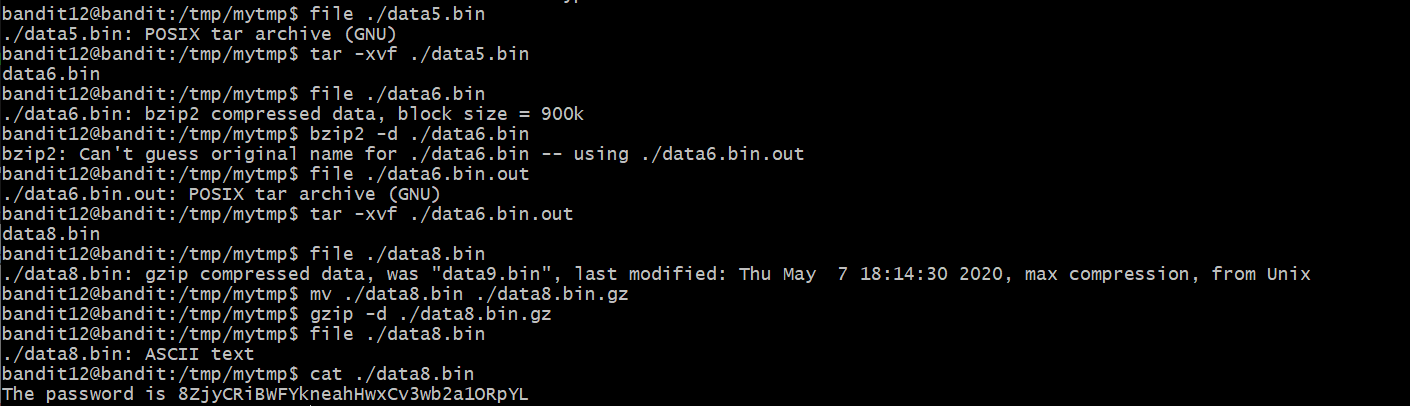 bandit12@bandit:/tmp/mytmp$ file ./data5.bin
./data5.bin: POSIX tar archive (GNU)
bandit12@bandit:/tmp/mytmp$ tar -xvf ./data5.bin
data6.bin
bandit12@bandit:/tmp/mytmp$ file ./data6.bin
./data6.bin: bzip2 compressed data, block size = 900k
bandit12@bandit:/tmp/mytmp$ bzip2 -d ./data6.bin
bzip2: Can't guess original name for ./data6.bin -- using ./data6.bin.out
bandit12@bandit:/tmp/mytmp$ file ./data6.bin.out
./data6.bin.out: POSIX tar archive (GNU)
bandit12@bandit:/tmp/mytmp$ tar -xvf ./data6.bin.out
data8.bin
bandit12@bandit:/tmp/mytmp$ file ./data8.bin
./data8.bin: gzip compressed data, was "data9.bin", last modified: Thu May  7 18:14:30 2020, max compression, from Unix
bandit12@bandit:/tmp/mytmp$ mv ./data8.bin ./data8.bin.gz
bandit12@bandit:/tmp/mytmp$ gzip -d ./data8.bin.gz
bandit12@bandit:/tmp/mytmp$ file ./data8.bin
./data8.bin: ASCII text
bandit12@bandit:/tmp/mytmp$ cat ./data8.bin
The password is 8ZjyCRiBWFYkneahHwxCv3wb2a1ORpYL